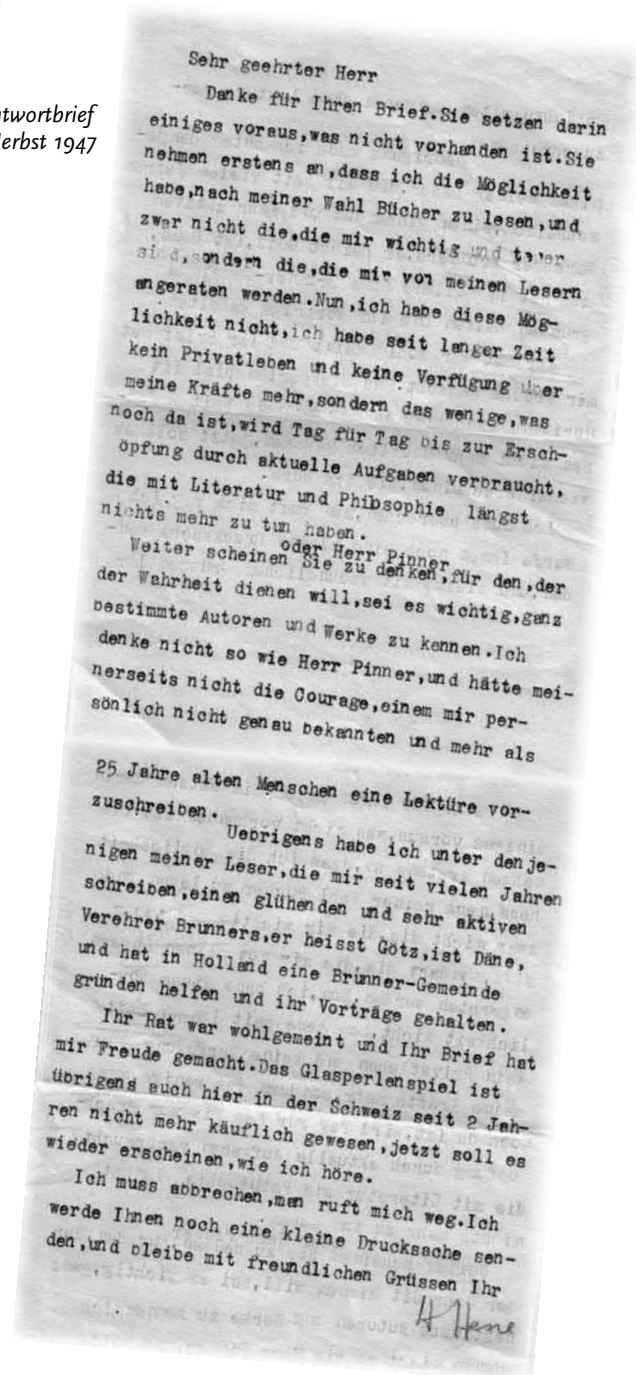 ntwortbrief
Herbst 1947
Sehr geehrter Herr
Danke für Ihren Brief.Sie setzen darin
einiges voraus,was nicht vorhanden ist.Sie
nehmen erstens an,dass ich die Möglichkeit
habe,nach meiner Wahl Bücher zu lesen,und
zwar nicht die,die mir wichtig und
sind,sondern die,die mir von meinen Lesern
angeraten werden.Nun,ich habe diese Mög-
lichkeit nicht,ich habe seit langer Zeit
kein Privatleben und keine Verfügung über
meine Kräfte mehr,sondern das wenige,was
noch da ist,wird Tag für Tag bis zur Ersch-
öpfung durch aktuelle Aufgaben verbraucht,
die mit Literatur und Philosophie längst
nichts mehr zu tun haben.
oder Herr Pinner
Weiter scheinen Sie zu denken,für den,der
der Wahrheit dienen will,sei es wichtig,ganz
bestimmte Autoren und Werke zu kennen.Ich
denke nicht so wie Herr Pinner,und hätte mei-
nerseits nicht die Courage,einem mir per-
sönlich nicht genau bekannten und mehr als
25 Jahre alten Menschen eine Lektüre vor-
zuschreiben.
Uebrigens habe ich unter denje-
nigen meiner Leser,die mir seit vielen Jahren
schreiben,einen glühenden und sehr aktiven
Verehrer Brunners,er heisst Götz,ist Däne,
und hat in Holland eine Brunner-Gemeinde
gründen helfen und ihr Vorträge gehalten.
Ihr Rat war wohlgemeint und Ihr Brief hat
mir Freude gemacht.Das Glasperlenspiel ist
übrigens auch hier in der Schweiz seit 2 Jah-
ren nicht mehr käuflich gewesen,jetzt soll es
wieder erscheinen,wie ich höre.
Ich muss abbrechen,man ruft mich weg.Ich
werde Ihnen noch eine kleine Drucksache sen-
den,und bleibe mit freundlichen Grüssen Ihr
H Hesse